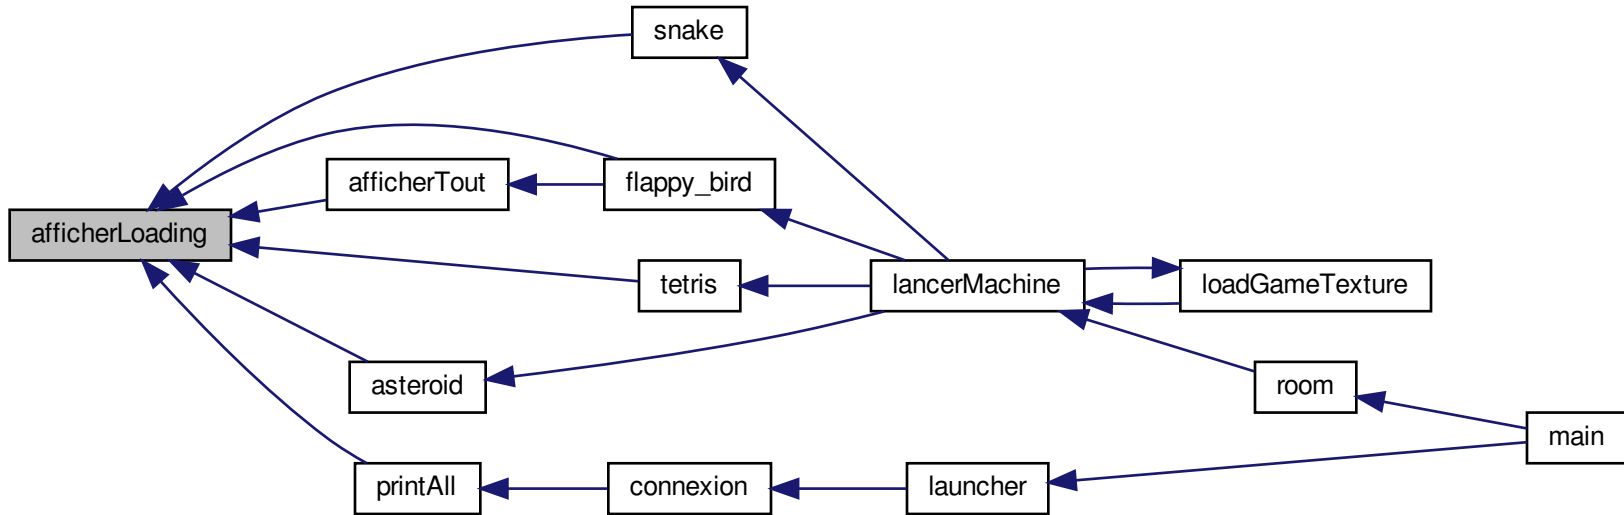 snake
afficherTout
flappy_bird
afficherLoading
tetris
lancerMachine
loadGameTexture
asteroid
room
main
printAll
connexion
launcher